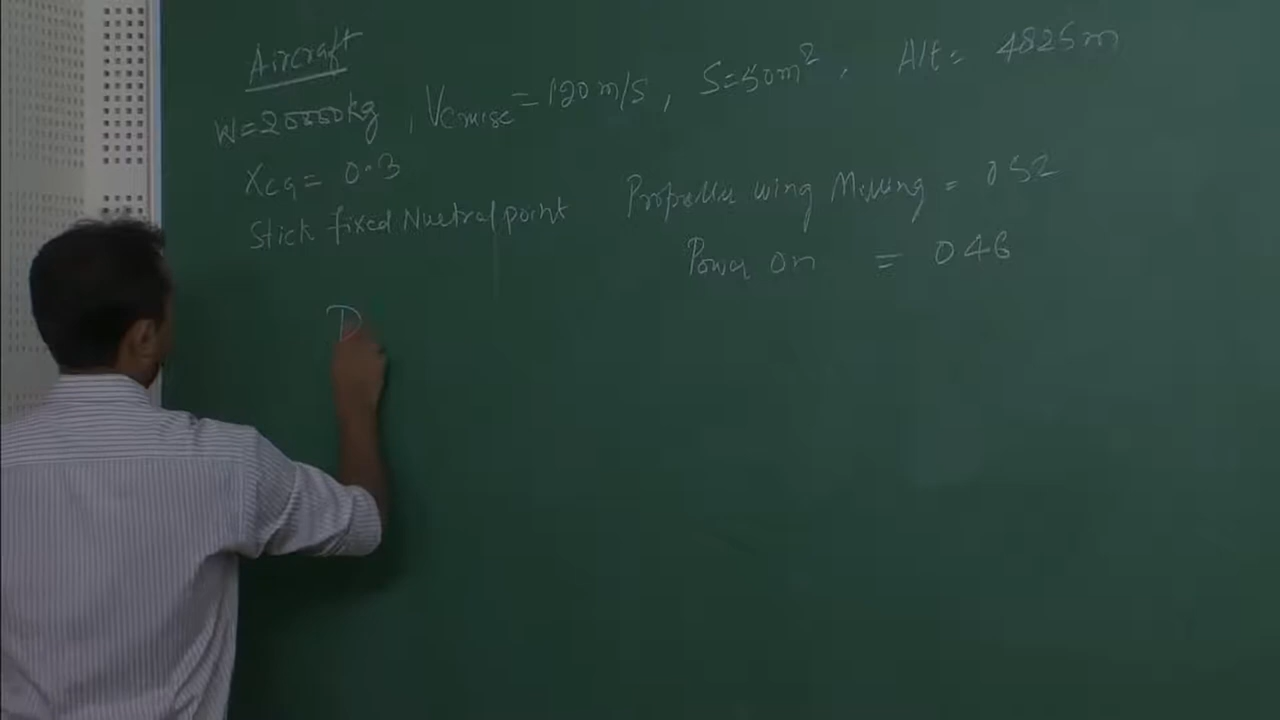 Aircraft
W=20000kg , Vcruise = 120 m/s , S=50m², Alt= 4825m
Xcg = 0.3
Stick fixed Nuetral point Propeller wing Milling = 0.52
Power on = 0.46
D